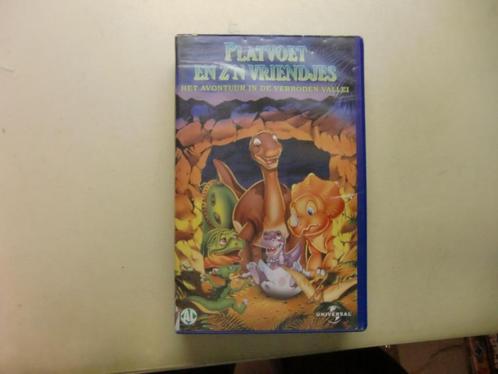 PLATVOET
EN Z'N VRIENDJES
HET AVONTUUR IN DE VERBODEN VALLEI
AL
UNIVERSAL